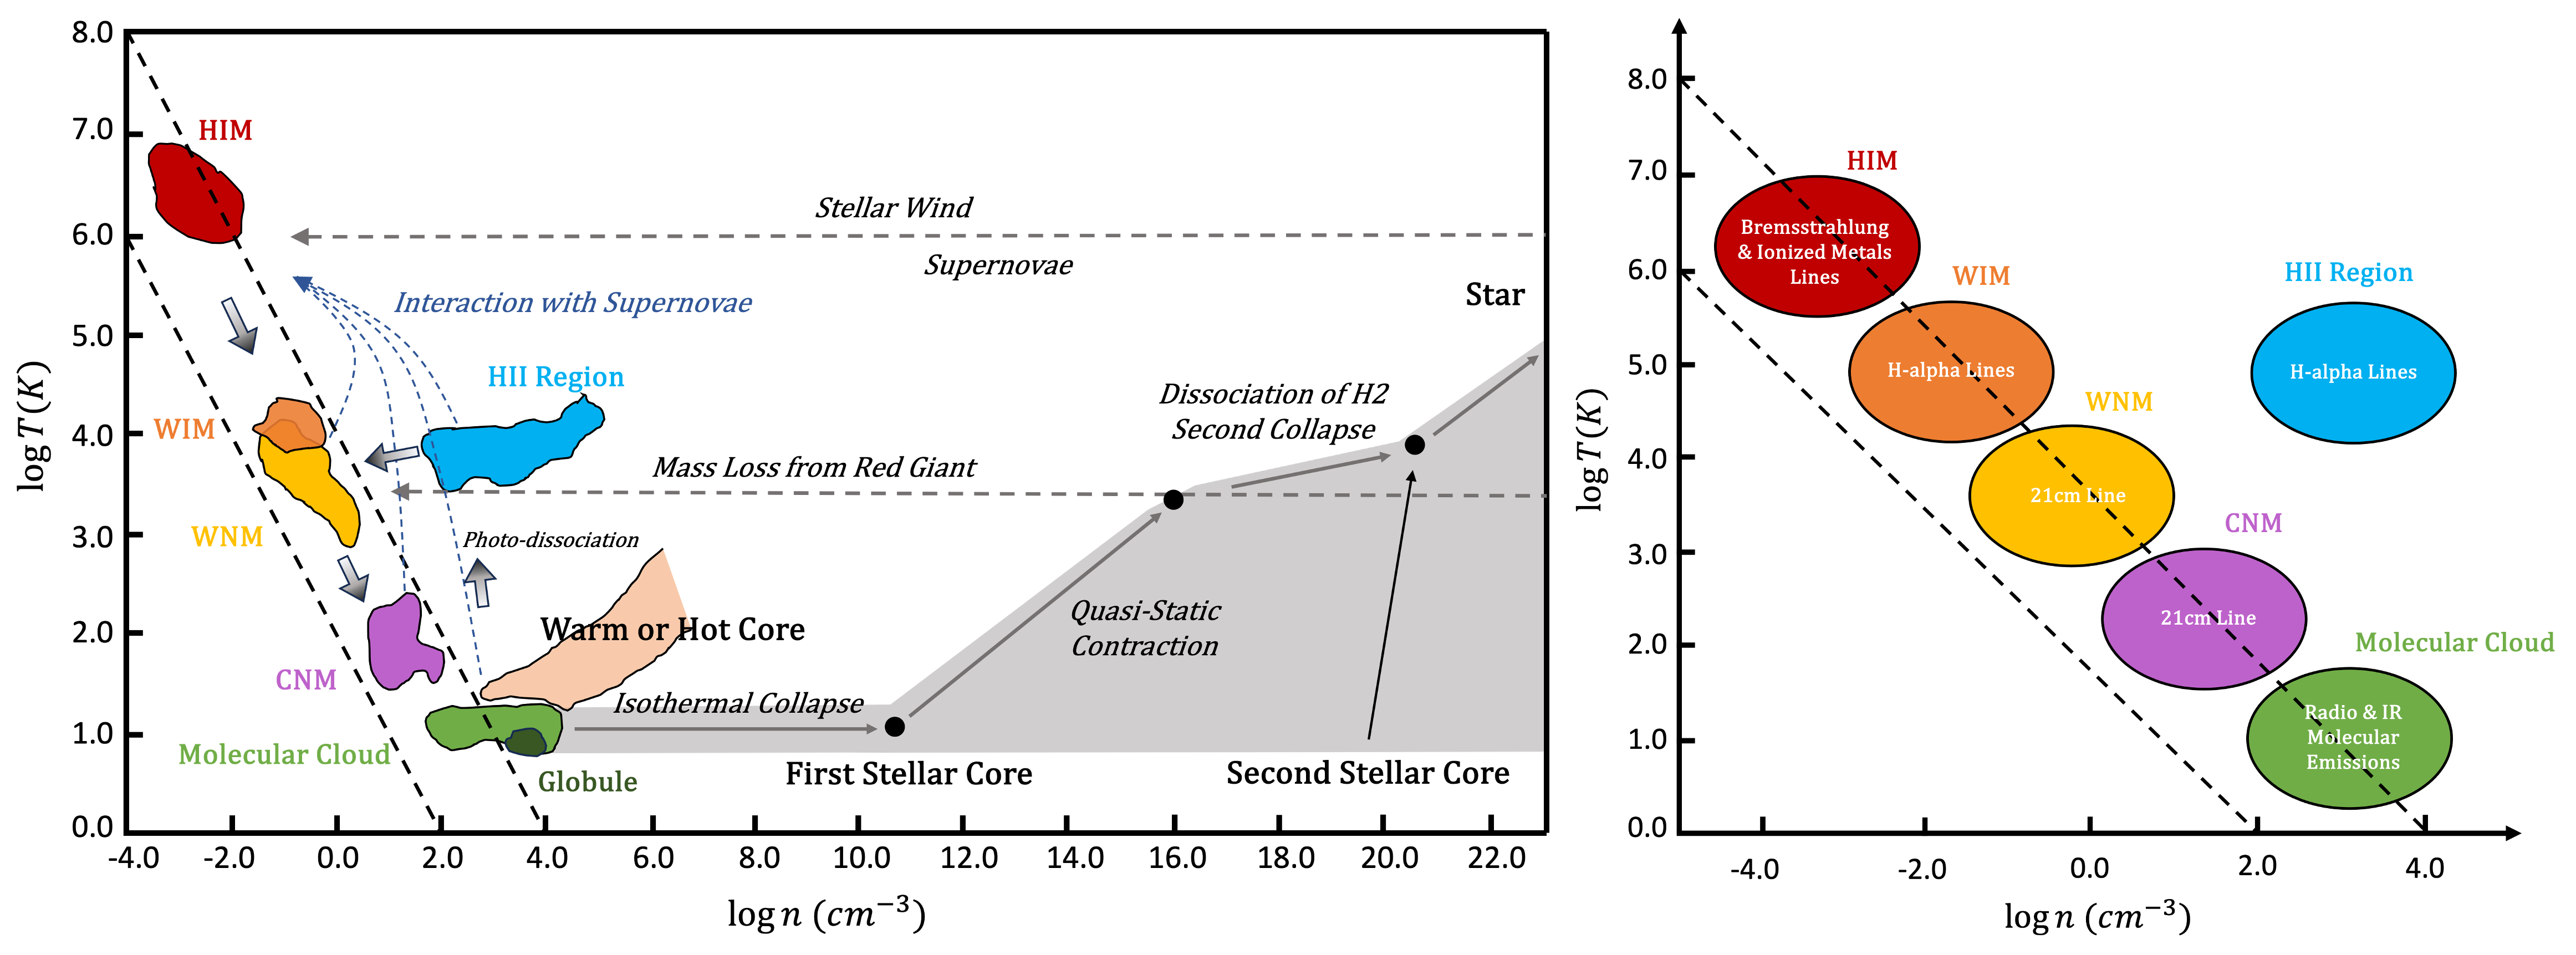 8.0
7.0
6.0
5.0
4.0
3.0
2.0
1.0
0.0
log T(K)
-4.0 -2.0 0.0 2.0 4.0 6.0 8.0 10.0 12.0 14.0 16.0 18.0 20.0 22.0
log n (cm⁻³)
HIM
Stellar Wind
Supernovae
Interaction with Supernovae
Star
HII Region
WIM
Dissociation of H2
Second Collapse
Mass Loss from Red Giant
WNM
Photo-dissociation
Warm or Hot Core
Quasi-Static
Contraction
CNM
Isothermal Collapse
Molecular Cloud
Globule
First Stellar Core
Second Stellar Core
8.0
7.0
6.0
5.0
4.0
3.0
2.0
1.0
0.0
log T(K)
-4.0 -2.0 0.0 2.0 4.0
log n (cm⁻³)
HIM
Bremsstrahlung
& Ionized Metals
Lines
WIM
H-alpha Lines
HII Region
H-alpha Lines
WNM
21cm Line
CNM
21cm Line
Molecular Cloud
Radio & IR
Molecular
Emissions